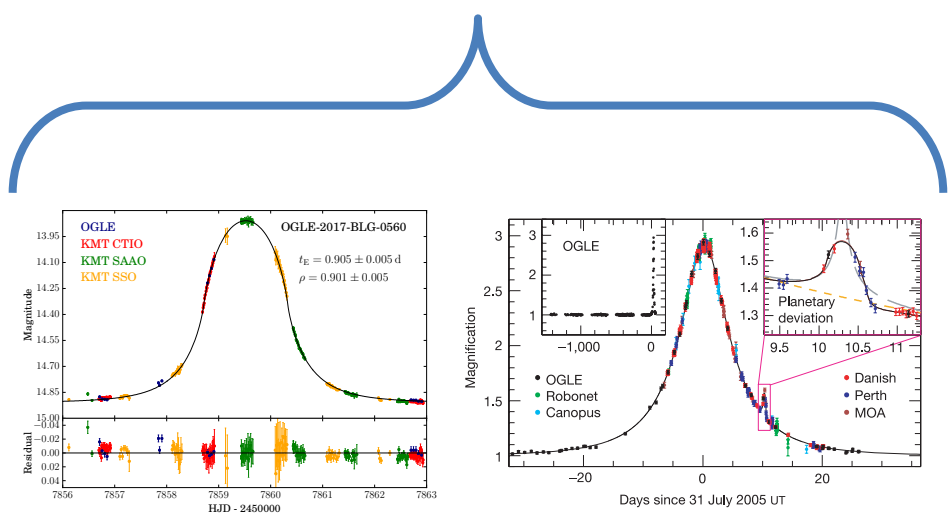 OGLE
KMT CTIO
KMT SAAO
KMT SSO
OGLE-2017-BLG-0560
t_E = 0.905 ± 0.005 d
ρ = 0.901 ± 0.005
Magnitude
13.95
14.10
14.25
14.40
14.55
14.70
14.85
15.00
Residual
-0.04
-0.02
0.00
0.02
0.04
7856 7857 7858 7859 7860 7861 7862 7863
HJD - 2450000
Magnification
3
2.5
2
1.5
1
OGLE
3
2
1
−1,000 0
1.6
1.5
1.4
1.3
Planetary
deviation
9.5 10 10.5 11
OGLE
Robonet
Canopus
Danish
Perth
MOA
−20 0 20
Days since 31 July 2005 UT